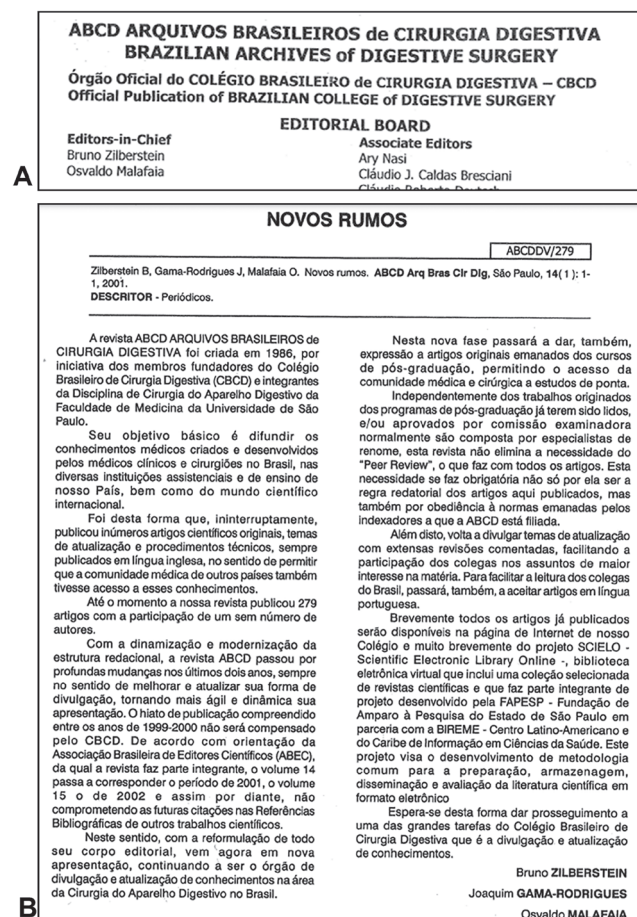 ABCD ARQUIVOS BRASILEIROS de CIRURGIA DIGESTIVA
BRAZILIAN ARCHIVES of DIGESTIVE SURGERY
Órgão Oficial do COLÉGIO BRASILEIRO de CIRURGIA DIGESTIVA – CBCD
Official Publication of BRAZILIAN COLLEGE of DIGESTIVE SURGERY
EDITORIAL BOARD
Editors-in-Chief
Bruno Zilberstein
Osvaldo Malafaia
Associate Editors
Ary Nasi
Cláudio J. Caldas Bresciani
A
NOVOS RUMOS
ABCDDV/279
Zilberstein B, Gama-Rodrigues J, Malafaia O. Novos rumos. ABCD Arq Bras Cir Dig, São Paulo, 14(1): 1-
1, 2001.
DESCRITOR - Periódicos.
A revista ABCD ARQUIVOS BRASILEIROS de
CIRURGIA DIGESTIVA foi criada em 1986, por
iniciativa dos membros fundadores do Colégio
Brasileiro de Cirurgia Digestiva (CBCD) e integrantes
da Disciplina de Cirurgia do Aparelho Digestivo da
Faculdade de Medicina da Universidade de São
Paulo.
Seu objetivo básico é difundir os
conhecimentos médicos criados e desenvolvidos
pelos médicos clínicos e cirurgiões no Brasil, nas
diversas instituições assistenciais e de ensino de
nosso País, bem como do mundo científico
internacional.
Foi desta forma que, ininterruptamente,
publicou inúmeros artigos científicos originais, temas
de atualização e procedimentos técnicos, sempre
publicados em língua inglesa, no sentido de permitir
que a comunidade médica de outros países também
tivesse acesso a esses conhecimentos.
Até o momento a nossa revista publicou 279
artigos com a participação de um sem número de
autores.
Com a dinamização e modernização da
estrutura redacional, a revista ABCD passou por
profundas mudanças nos últimos dois anos, sempre
no sentido de melhorar e atualizar sua forma de
divulgação, tornando mais ágil e dinâmica sua
apresentação. O hiato de publicação compreendido
entre os anos de 1999-2000 não será compensado
pelo CBCD. De acordo com orientação da
Associação Brasileira de Editores Científicos (ABEC),
da qual a revista faz parte integrante, o volume 14
passa a corresponder o período de 2001, o volume
15 o de 2002 e assim por diante, não
comprometendo as futuras citações nas Referências
Bibliográficas de outros trabalhos científicos.
Neste sentido, com a reformulação de todo
seu corpo editorial, vem agora em nova
apresentação, continuando a ser o órgão de
divulgação e atualização de conhecimentos na área
da Cirurgia do Aparelho Digestivo no Brasil.
Nesta nova fase passará a dar, também,
expressão a artigos originais emanados dos cursos
de pós-graduação, permitindo o acesso da
comunidade médica e cirúrgica a estudos de ponta.
Independentemente dos trabalhos originados
dos programas de pós-graduação já terem sido lidos,
e/ou aprovados por comissão examinadora
normalmente são composta por especialistas de
renome, esta revista não elimina a necessidade do
"Peer Review", o que faz com todos os artigos. Esta
necessidade se faz obrigatória não só por ela ser a
regra redatorial dos artigos aqui publicados, mas
também por obediência à normas emanadas pelos
indexadores a que a ABCD está filiada.
Além disto, volta a divulgar temas de atualização
com extensas revisões comentadas, facilitando a
participação dos colegas nos assuntos de maior
interesse na matéria. Para facilitar a leitura dos colegas
do Brasil, passará, também, a aceitar artigos em língua
portuguesa.
Brevemente todos os artigos já publicados
serão disponíveis na página de Internet de nosso
Colégio e muito brevemente do projeto SCIELO -
Scientific Electronic Library Online -, biblioteca
eletrônica virtual que inclui uma coleção selecionada
de revistas científicas e que faz parte integrante de
projeto desenvolvido pela FAPESP - Fundação de
Amparo à Pesquisa do Estado de São Paulo em
parceria com a BIREME - Centro Latino-Americano e
do Caribe de Informação em Ciências da Saúde. Este
projeto visa o desenvolvimento de metodologia
comum para a preparação, armazenagem,
disseminação e avaliação da literatura científica em
formato eletrônico
Espera-se desta forma dar prosseguimento a
uma das grandes tarefas do Colégio Brasileiro de
Cirurgia Digestiva que é a divulgação e atualização
de conhecimentos.
Bruno ZILBERSTEIN
Joaquim GAMA-RODRIGUES
Osvaldo MALAFAIA
B